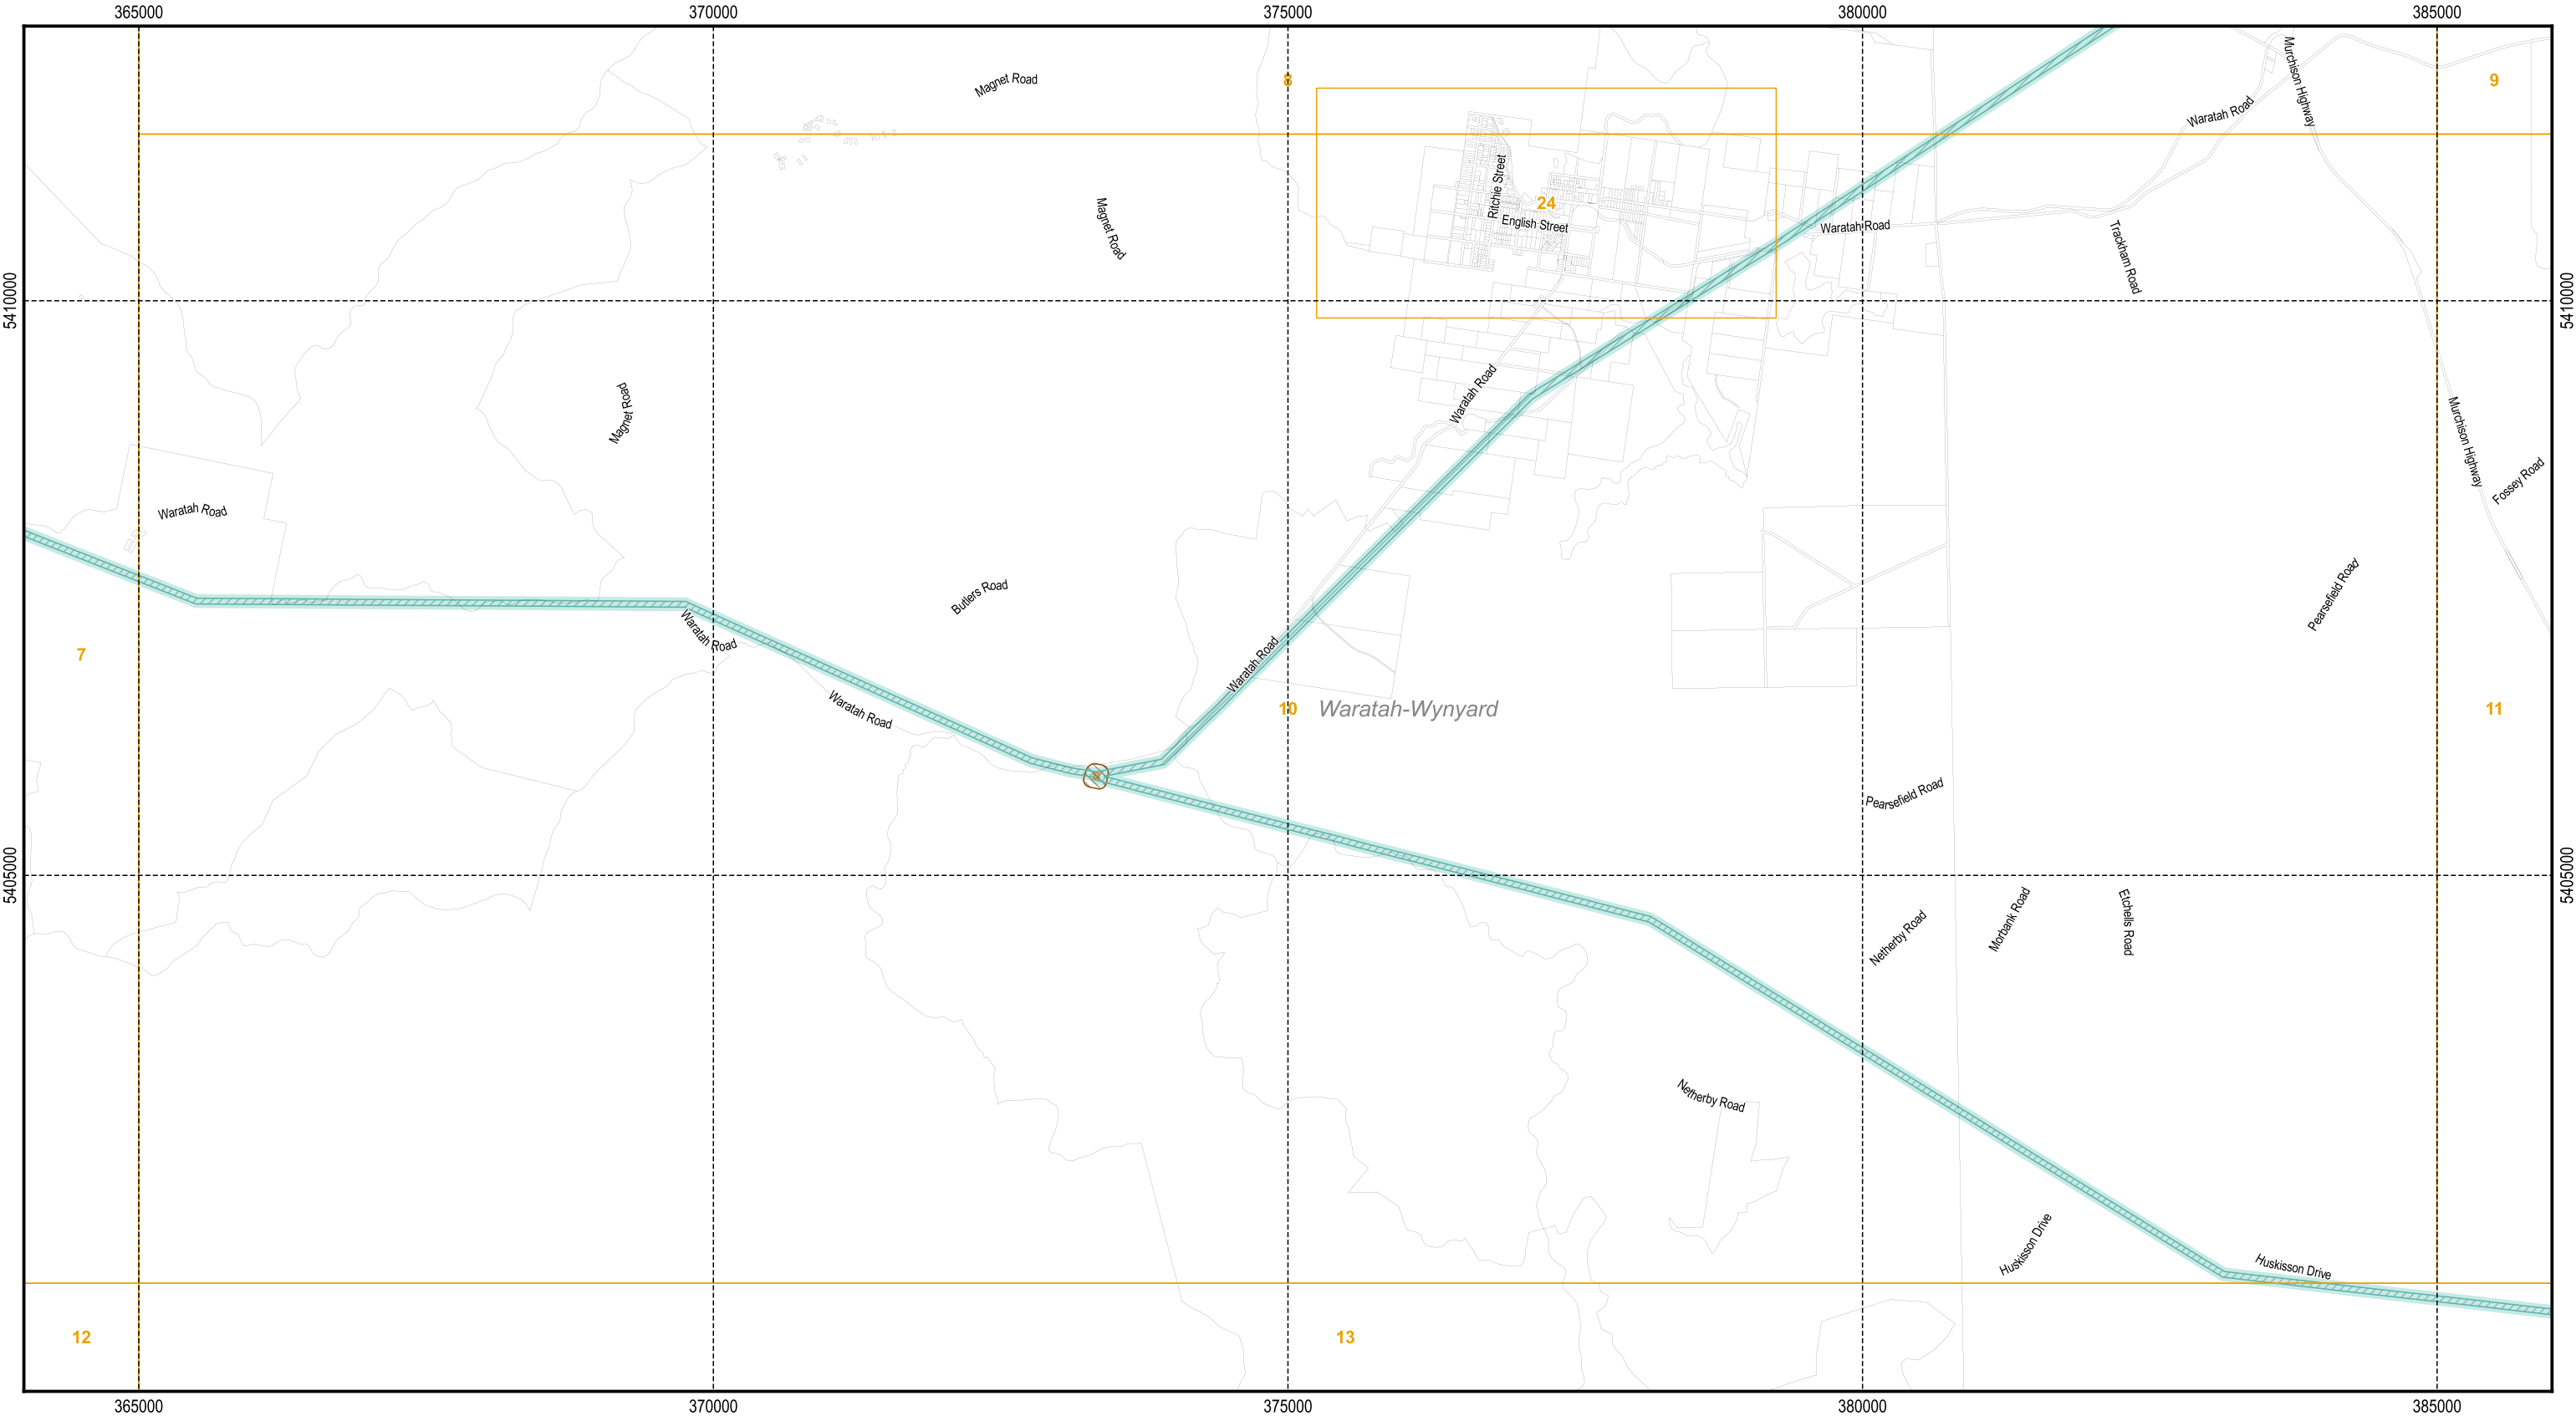 365000 370000 375000 380000 385000
8
9
Magnet Road
Murchison Highway
Waratah Road
Ritchie Street
24
English Street
Magnet Road
Waratah Road
Trackham Road
5410000
5410000
Magnet Road
Waratah Road
Murchison Highway
Fossey Road
Waratah Road
Butlers Road
Pearsefield Road
Waratah Road
7
Waratah Road
Waratah Road
10
Waratah-Wynyard
11
Pearsefield Road
5405000
5405000
Netherby Road
Morbank Road
Etchells Road
Netherby Road
Huskisson Drive
Huskisson Drive
12
13
365000 370000 375000 380000 385000